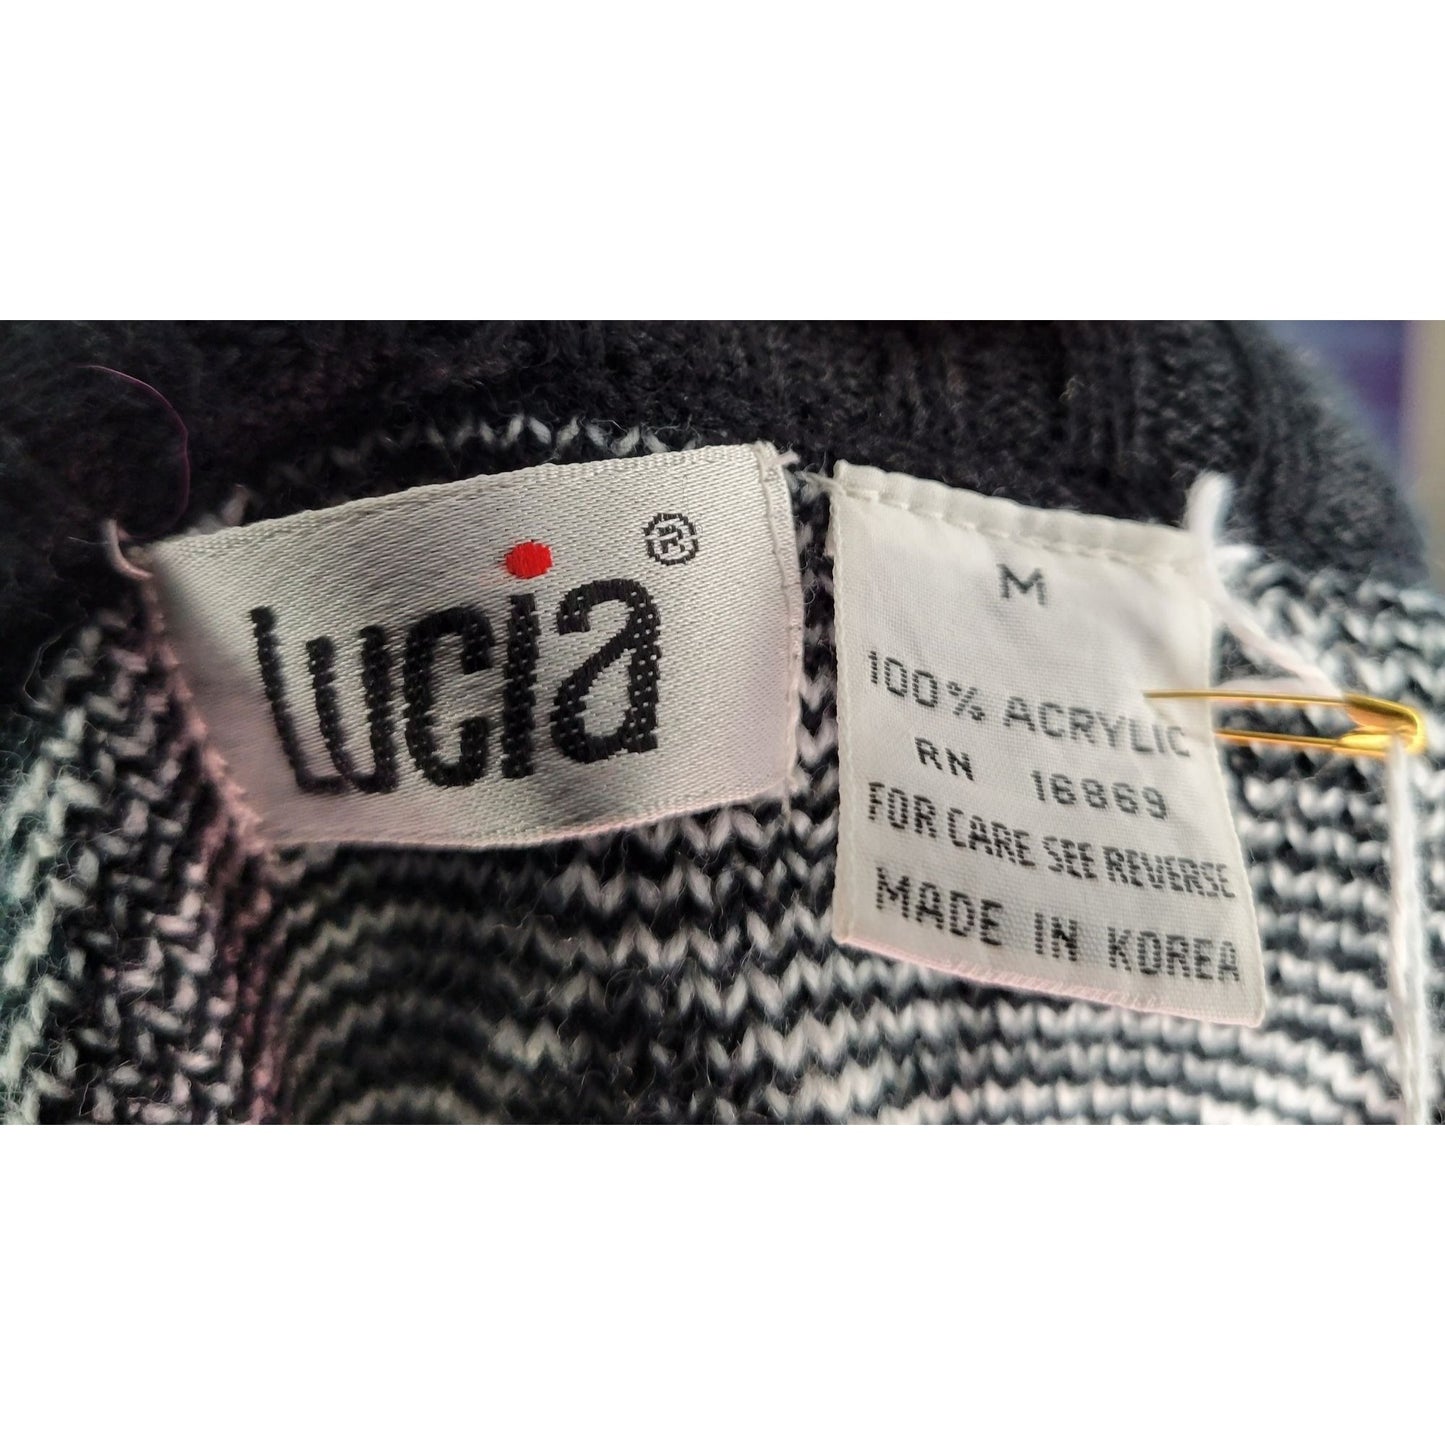 Lucia®
M
100% ACRYLIC
RN 16869
FOR CARE SEE REVERSE
MADE IN KOREA